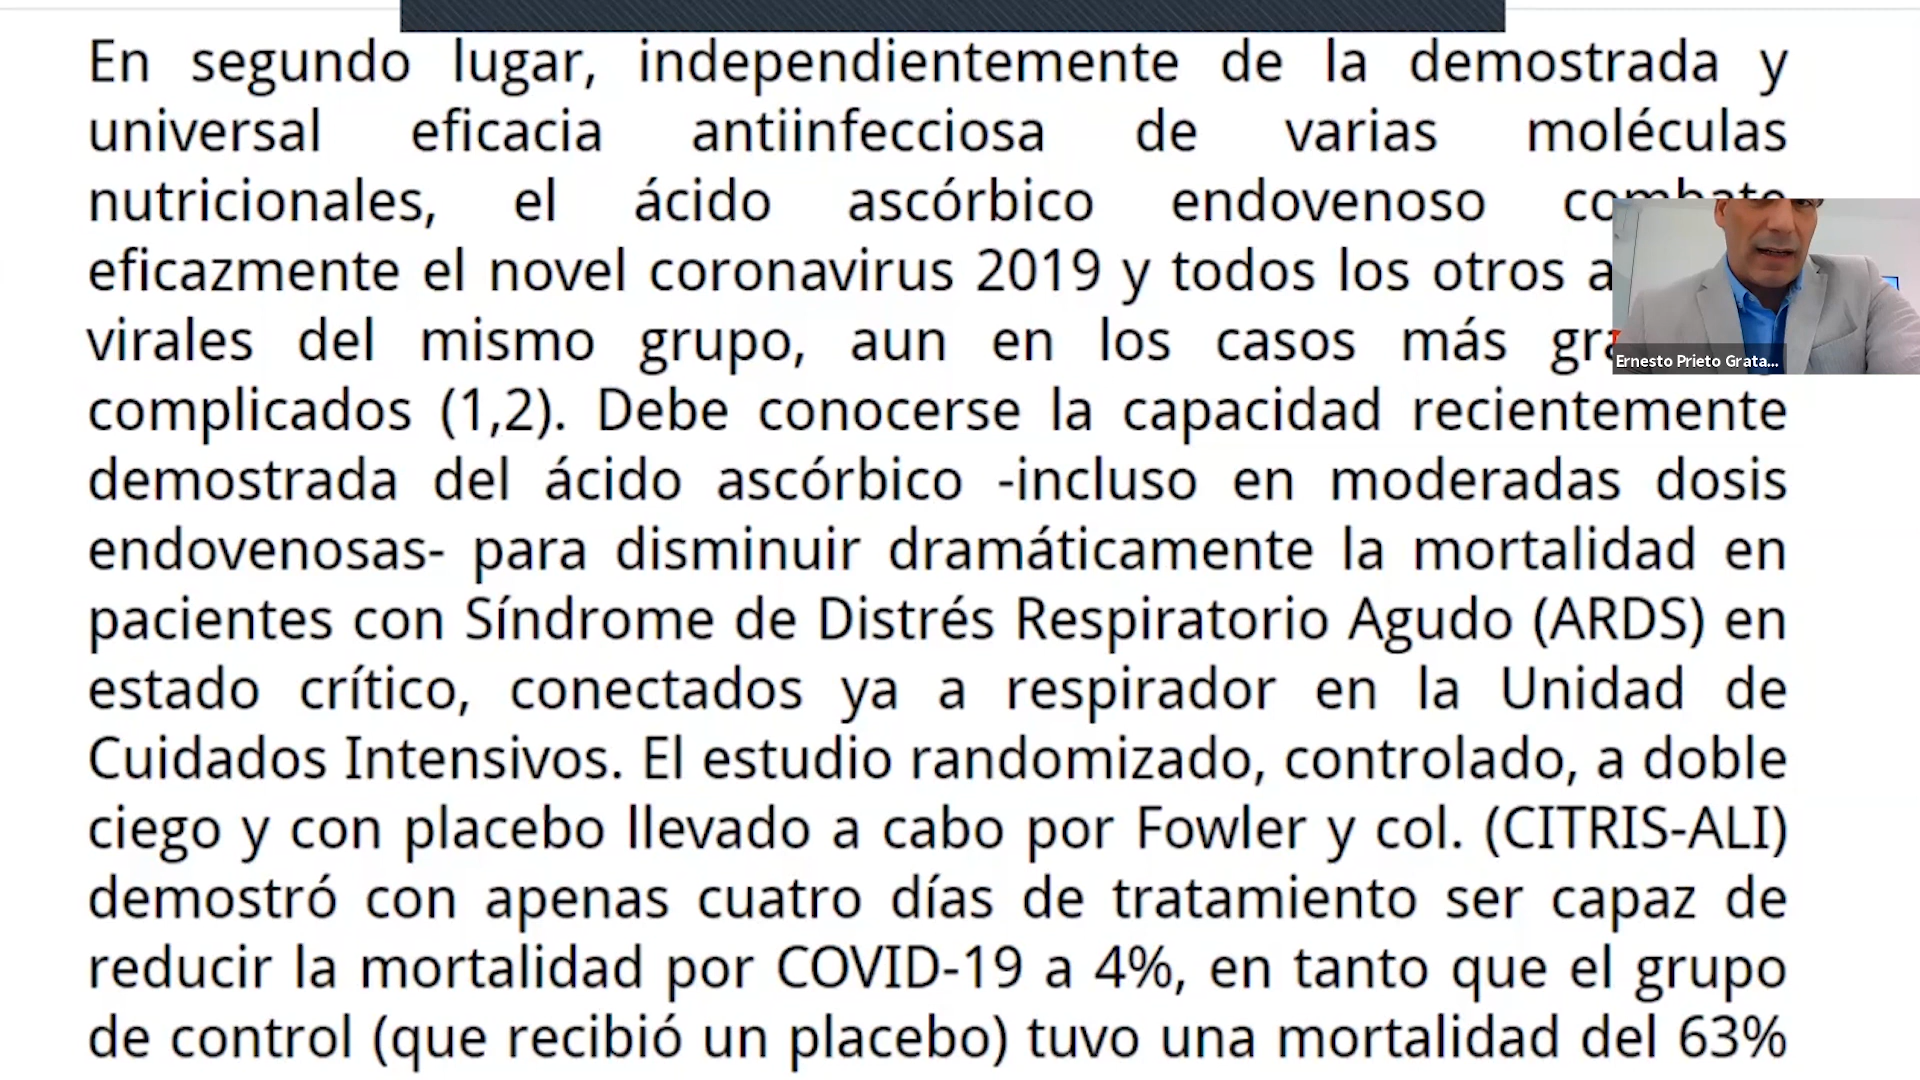 En segundo lugar, independientemente de la demostrada y
universal eficacia antiinfecciosa de varias moléculas
nutricionales, el ácido ascórbico endovenoso combate
eficazmente el novel coronavirus 2019 y todos los otros
virales del mismo grupo, aun en los casos más
complicados (1,2). Debe conocerse la capacidad recientemente
demostrada del ácido ascórbico -incluso en moderadas dosis
endovenosas- para disminuir dramáticamente la mortalidad en
pacientes con Síndrome de Distrés Respiratorio Agudo (ARDS) en
estado crítico, conectados ya a respirador en la Unidad de
Cuidados Intensivos. El estudio randomizado, controlado, a doble
ciego y con placebo llevado a cabo por Fowler y col. (CITRIS-ALI)
demostró con apenas cuatro días de tratamiento ser capaz de
reducir la mortalidad por COVID-19 a 4%, en tanto que el grupo
de control (que recibió un placebo) tuvo una mortalidad del 63%
Ernesto Prieto Grata...